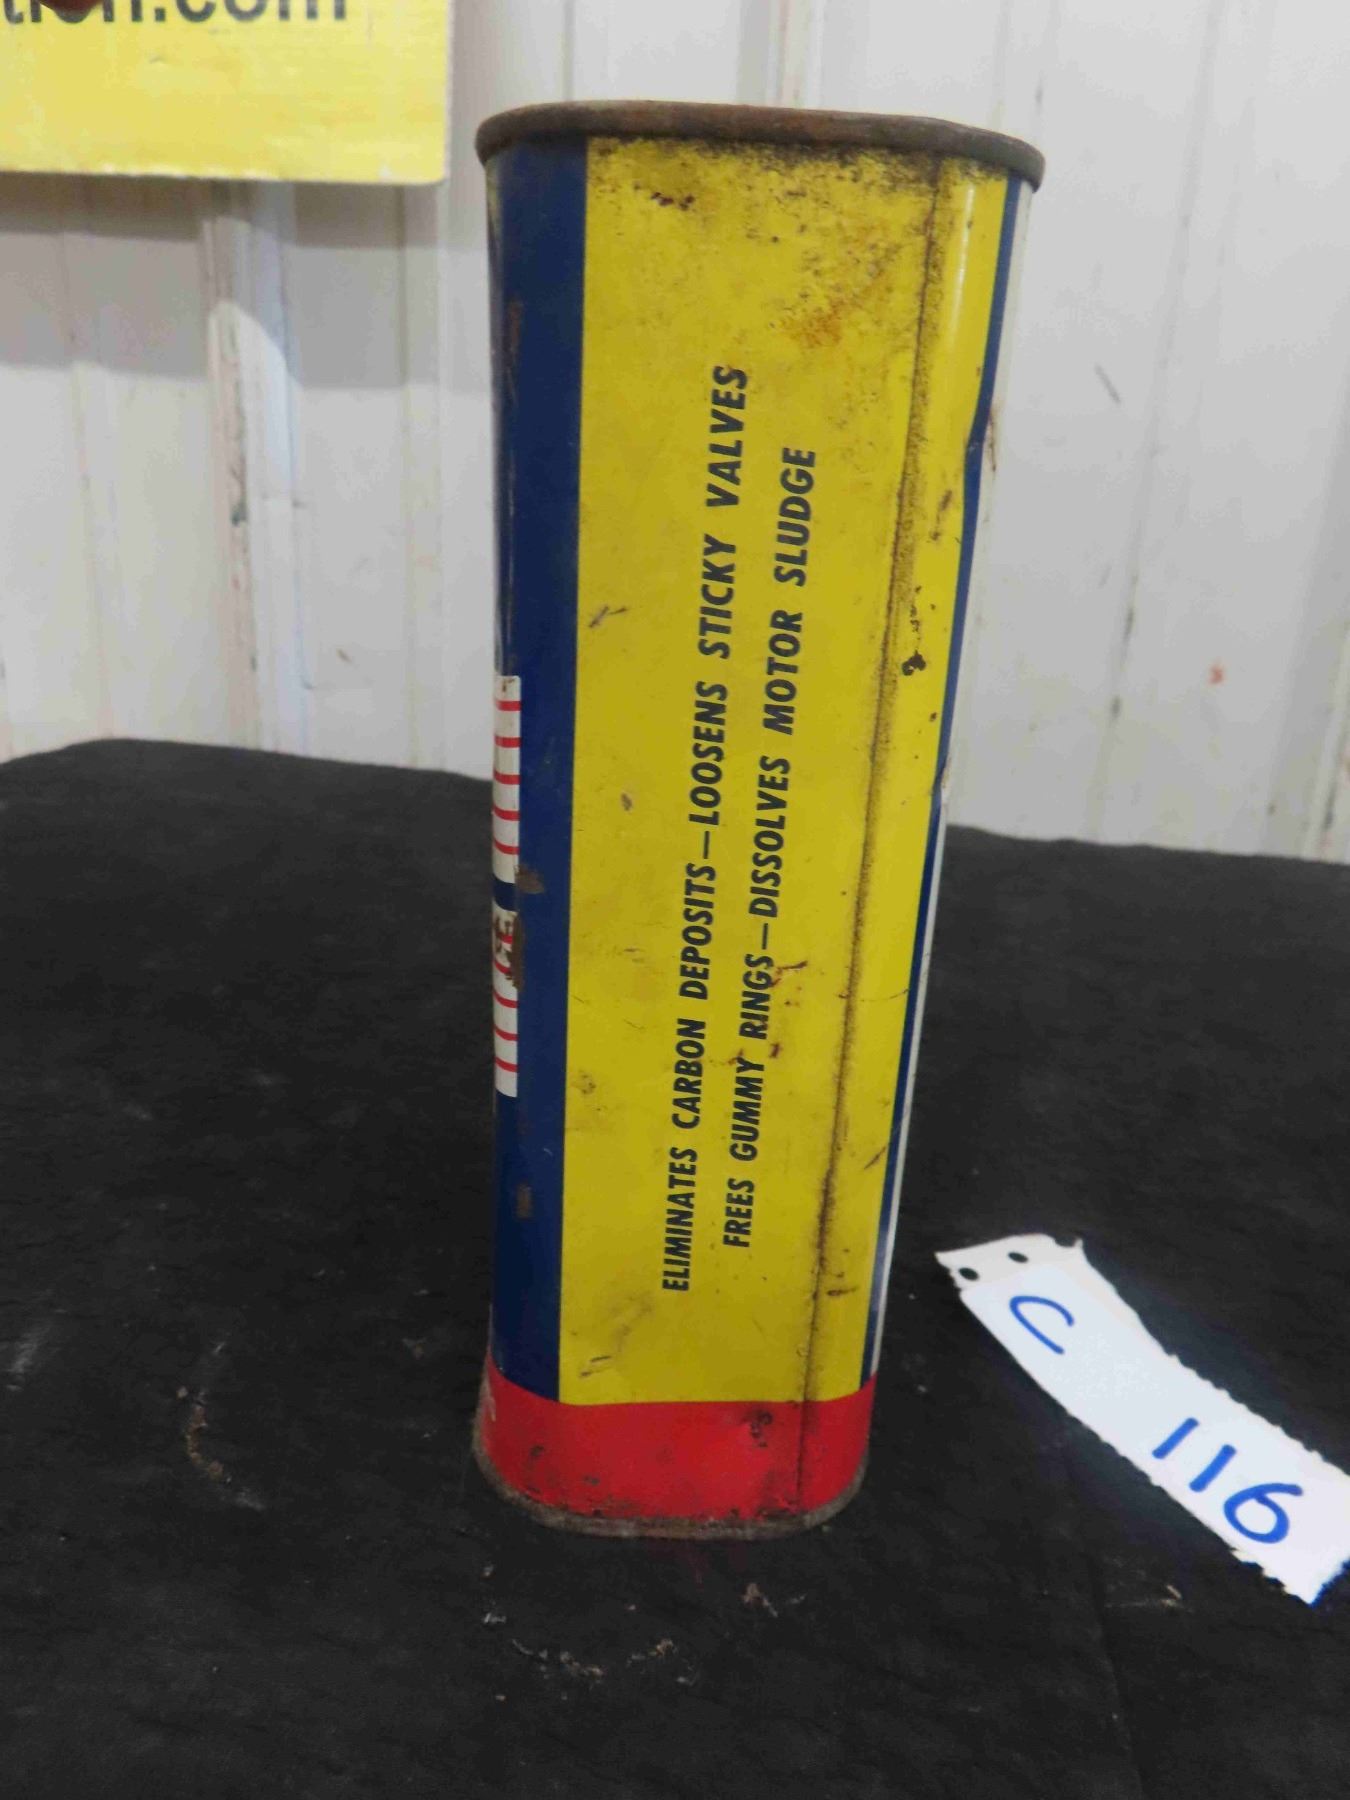 ELIMINATES CARBON DEPOSITS—LOOSENS STICKY VALVES
FREES GUMMY RINGS—DISSOLVES MOTOR SLUDGE
C 116